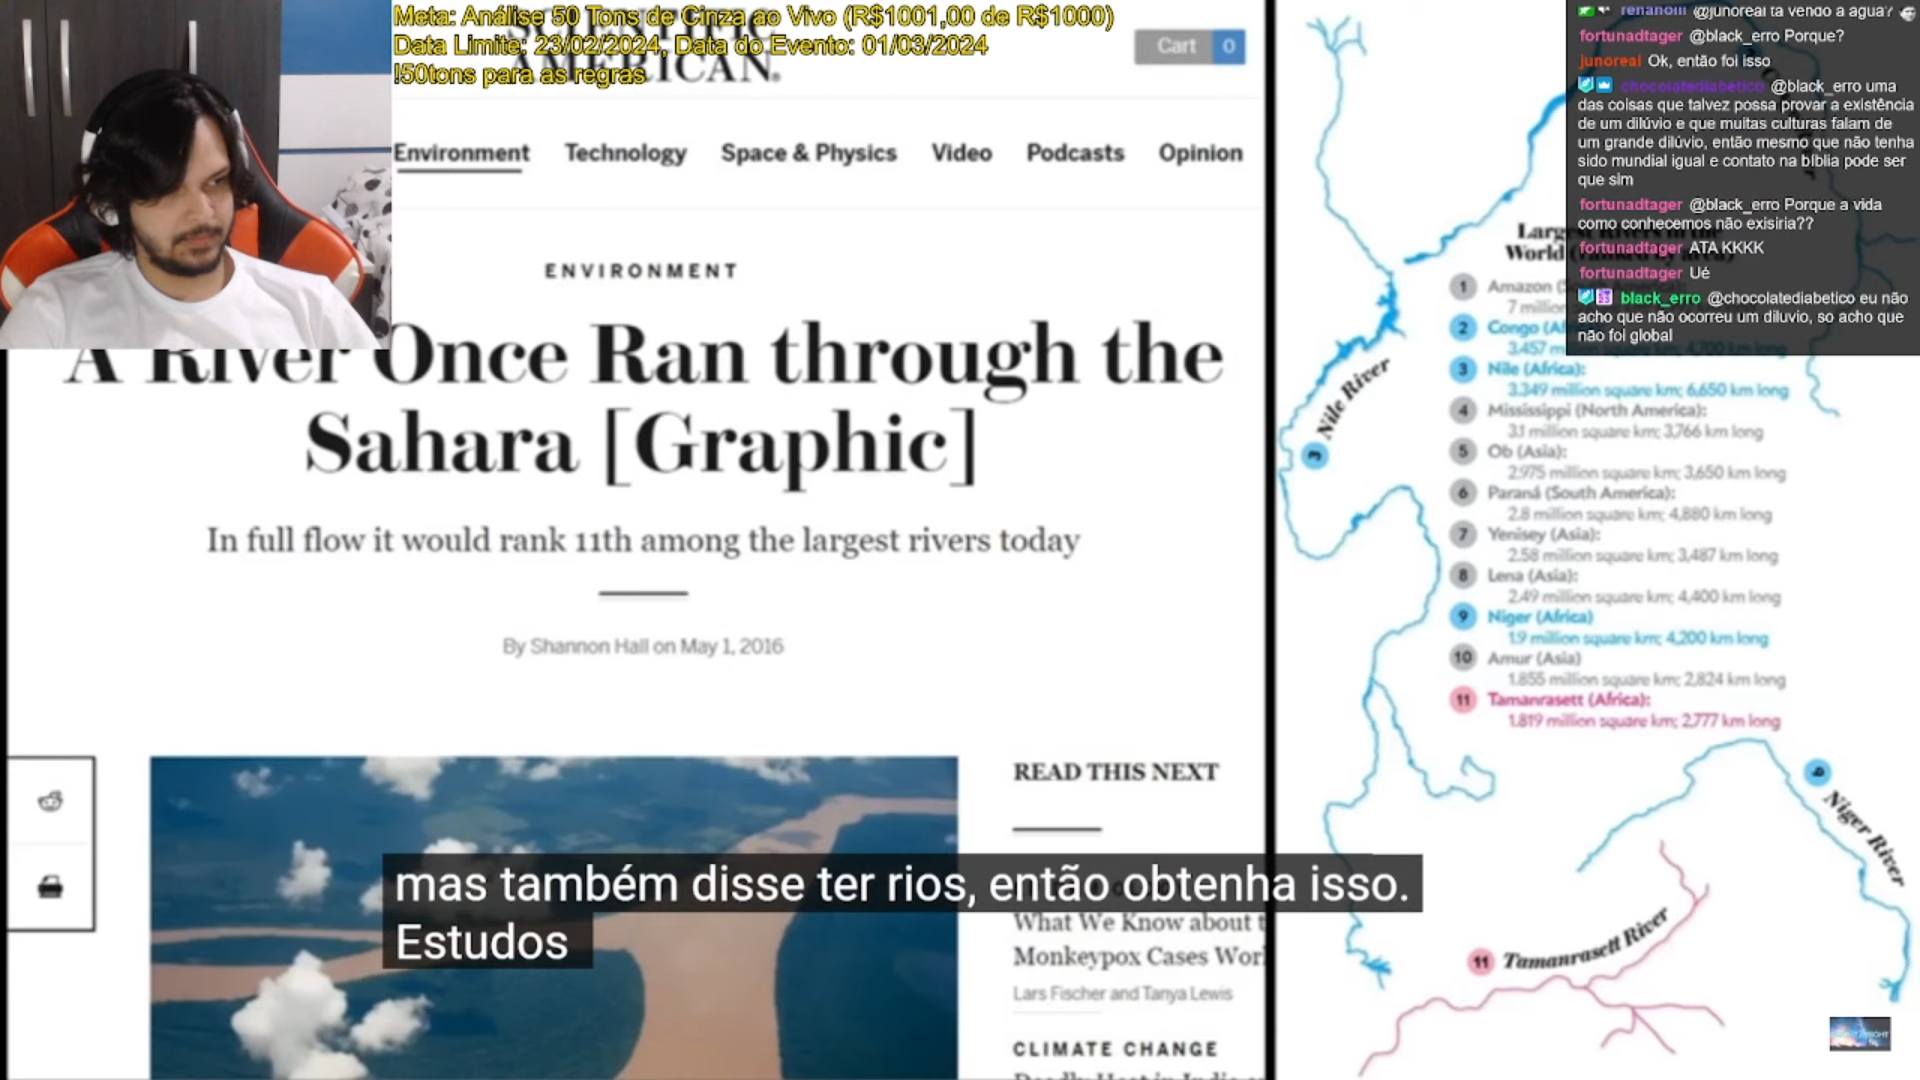 Meta: Análise 50 Tons de Cinza ao Vivo (R$1001,00 de R$1000)
Data Limite: 23/02/2024, Data do Evento: 01/03/2024
!50tons para as regras
SCIENTIFIC
AMERICAN.
Cart 0
Environment Technology Space & Physics Video Podcasts Opinion
ENVIRONMENT
A River Once Ran through the
Sahara [Graphic]
In full flow it would rank 11th among the largest rivers today
By Shannon Hall on May 1, 2016
READ THIS NEXT
What We Know about
Monkeypox Cases
Lars Fischer and Tanya Lewis
CLIMATE CHANGE
mas também disse ter rios, então obtenha isso.
Estudos
renanoiii @junoreal ta vendo a agua?
fortunadtager @black_erro Porque?
junoreal Ok, então foi isso
chocolatediabetico @black_erro uma
das coisas que talvez possa provar a existência
de um dilúvio e que muitas culturas falam de
um grande dilúvio, então mesmo que não tenha
sido mundial igual e contato na bíblia pode ser
que sim
fortunadtager @black_erro Porque a vida
como conhecemos não exisiria??
fortunadtager ATA KKKK
fortunadtager Ué
black_erro @chocolatediabetico eu não
acho que não ocorreu um diluvio, so acho que
não foi global
World
1 Amazon
7
2 Congo
3.457
3 Nile (Africa):
3.349 million square km; 6,650 km long
4 Mississippi (North America):
3.1 million square km; 3,766 km long
5 Ob (Asia):
2.975 million square km; 3,650 km long
6 Paraná (South America):
2.8 million square km; 4,880 km long
7 Yenisey (Asia):
2.58 million square km; 3,487 km long
8 Lena (Asia):
2.49 million square km; 4,400 km long
9 Niger (Africa)
1.9 million square km; 4,200 km long
10 Amur (Asia)
1.855 million square km; 2,824 km long
11 Tamanrasett (Africa):
1.819 million square km; 2,777 km long
3 Nile River
9 Niger River
11 Tamanrasett River